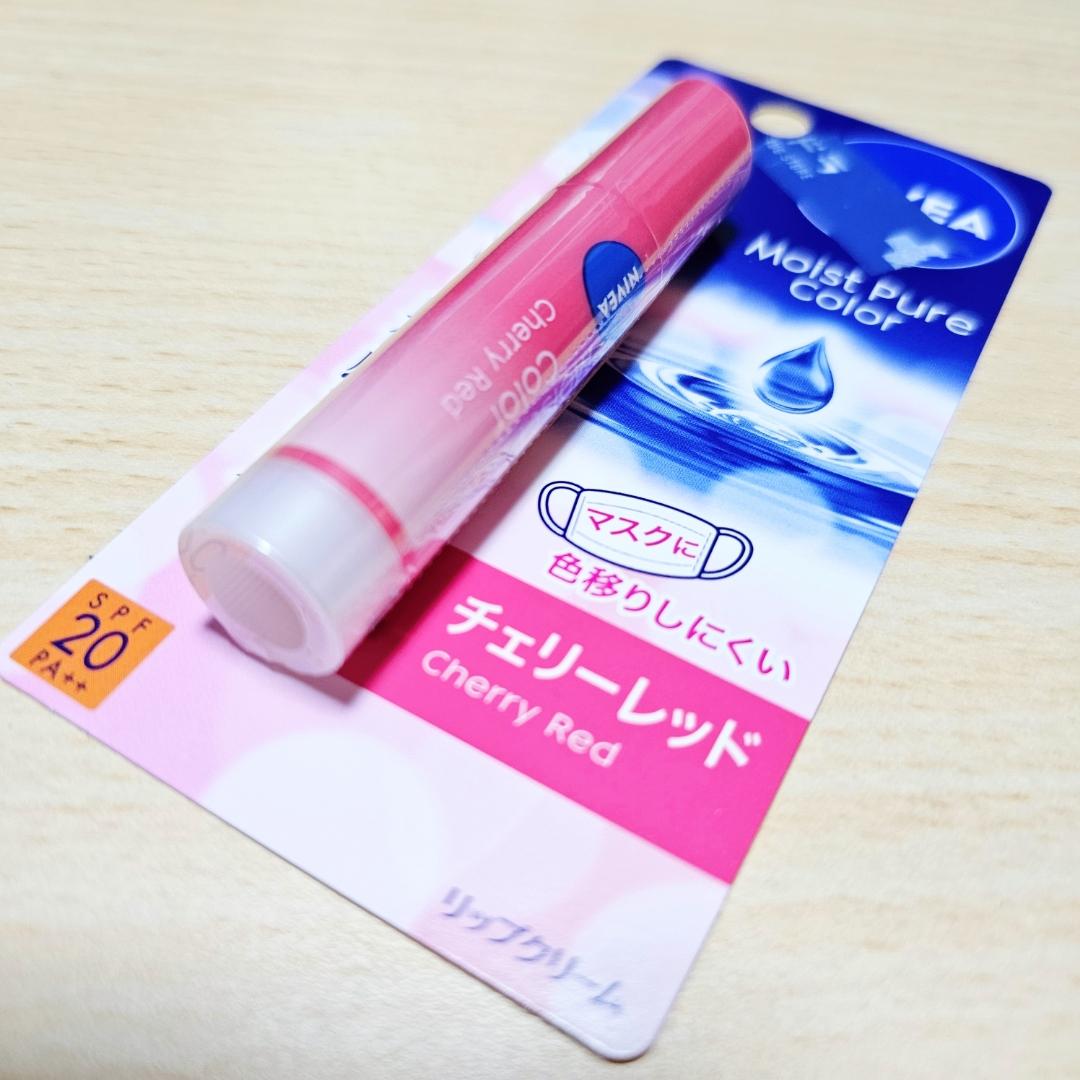 NIVEA
Color
Cherry Red
Moist Pure
Color
マスクに
色移りしにくい
チェリーレッド
Cherry Red
SPF
20
PA++
リップクリーム